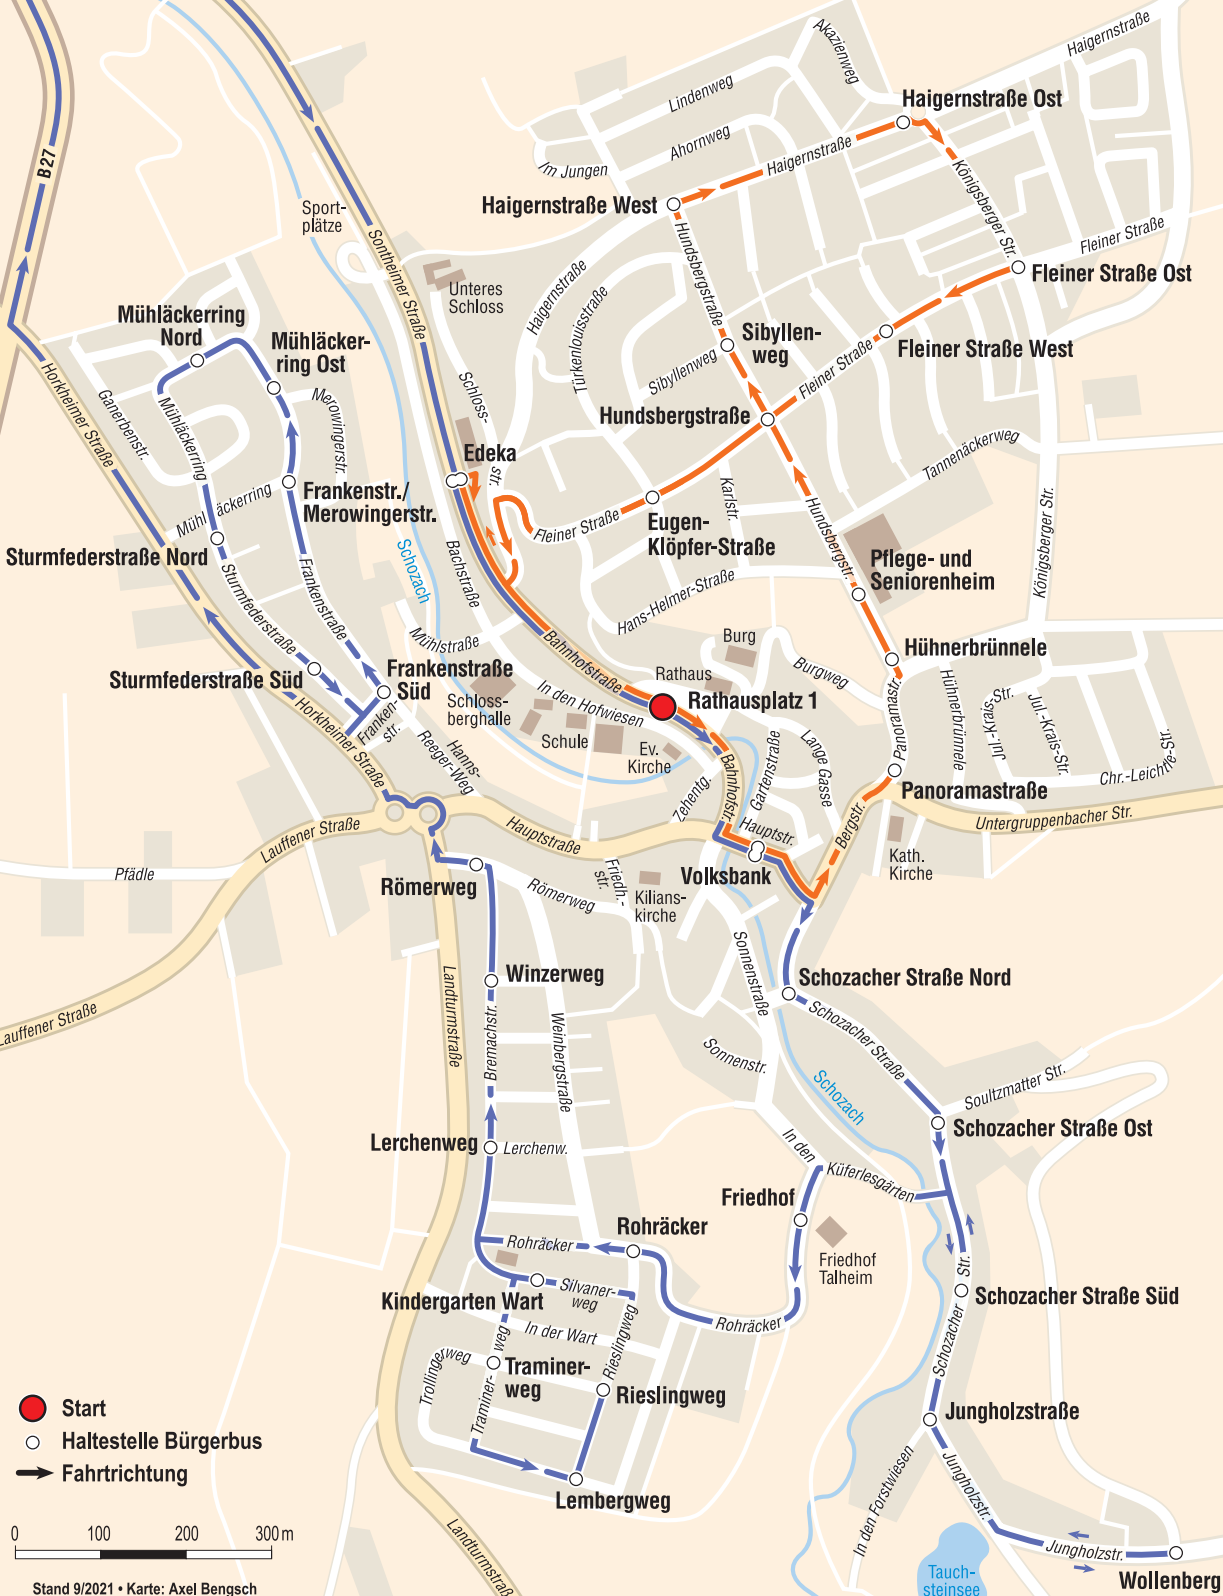 Akazienweg
Haigernstraße
Lindenweg
Haigernstraße Ost
Ahornweg
B27
Haigernstraße
Im Jungen
Königsberger Str.
Sport-
plätze
Haigernstraße West
Hundsbergstraße
Fleiner Straße
Sontheimer Straße
Fleiner Straße Ost
Unteres
Schloss
Haigernstraße
Türkenlouisstraße
Mühläckerring
Nord
Mühläcker-
ring Ost
Sibyllen-
weg
Fleiner Straße West
Sibyllenweg
Fleiner Straße
Horkheimer Straße
Ganerbenstr.
Mühläckerring
Merowingerstr.
Schloss-
str.
Hundsbergstraße
Edeka
Tannenäckerweg
Mühläckerring
Frankenstr./
Merowingerstr.
Karlstr.
Hundsbergstr.
Fleiner Straße
Eugen-
Klöpfer-Straße
Königsberger Str.
Sturmfederstraße Nord
Schozach
Bachstraße
Pflege- und
Seniorenheim
Sturmfederstraße
Frankenstraße
Hans-Helmer-Straße
Mühlstraße
Bahnhofstraße
Burg
Hühnerbrünnele
Burgweg
Sturmfederstraße Süd
Frankenstraße
Süd
Rathaus
Rathausplatz 1
In den Hofwiesen
Schloss-
berghalle
Panoramastr.
Hühnerbrünnele
Jul.-Krais-Str.
Jul.-Krais-Str.
Chr.-Leichtle-Str.
Horkheimer Straße
Franken-
str.
Hanns-
Reeger-Weg
Schule
Ev.
Kirche
Zehentg.
Bahnhofstr.
Gartenstraße
Lange Gasse
Panoramastraße
Untergruppenbacher Str.
Lauffener Straße
Hauptstraße
Hauptstr.
Bergstr.
Kath.
Kirche
Pfädle
Römerweg
Römerweg
Friedh.-
str.
Kilians-
kirche
Volksbank
Sonnenstraße
Landturmstraße
Winzerweg
Schozacher Straße Nord
Lauffener Straße
Bremachstr.
Weinbergstraße
Schozacher Straße
Sonnenstr.
Schozach
Soultzmatter Str.
Lerchenweg
Lerchenw.
Schozacher Straße Ost
In den
Küferlesgärten
Friedhof
Rohräcker
Rohräcker
Friedhof
Talheim
Str.
Schozacher
Kindergarten Wart
Silvaner-
weg
Schozacher Straße Süd
Rohräcker
In der Wart
Rieslingweg
Trollingerweg
Traminer-
weg
Traminer-
weg
Rieslingweg
Jungholzstraße
Start
Haltestelle Bürgerbus
Fahrtrichtung
Lembergweg
In den Forstwiesen
Jungholzstr.
Jungholzstr.
Landturmstraße
Tauch-
steinsee
Wollenberg
0 100 200 300 m
Stand 9/2021 • Karte: Axel Bengsch